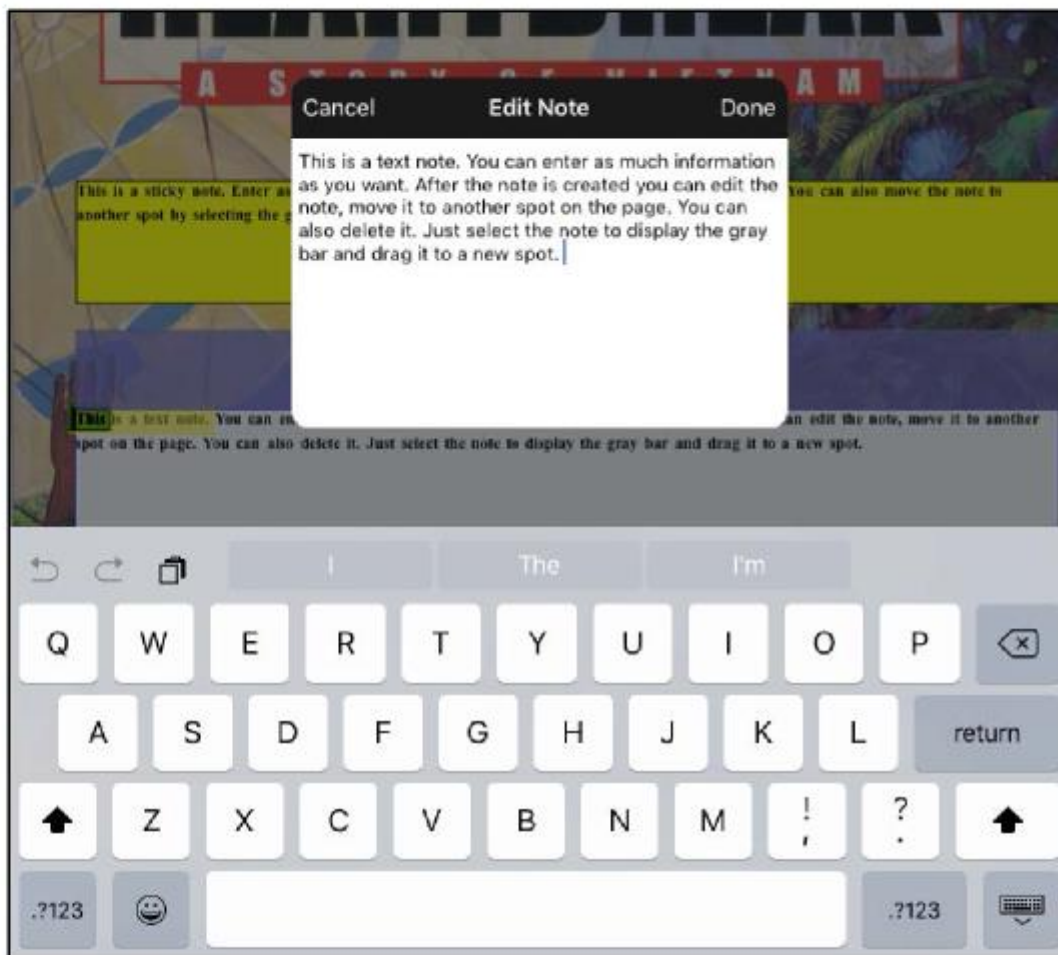 HEARTBREAK
A STORY OF VIETNAM
Cancel Edit Note Done
This is a text note. You can enter as much information
as you want. After the note is created you can edit the
note, move it to another spot on the page. You can
also delete it. Just select the note to display the gray
bar and drag it to a new spot.
This is a sticky note. Enter as You can also move the note to
another spot by selecting the g
This is a text note. You can en an edit the note, move it to another
spot on the page. You can also delete it. Just select the note to display the gray bar and drag it to a new spot.
I The I'm
Q W E R T Y U I O P
A S D F G H J K L return
Z X C V B N M ! , ? .
.?123 .?123